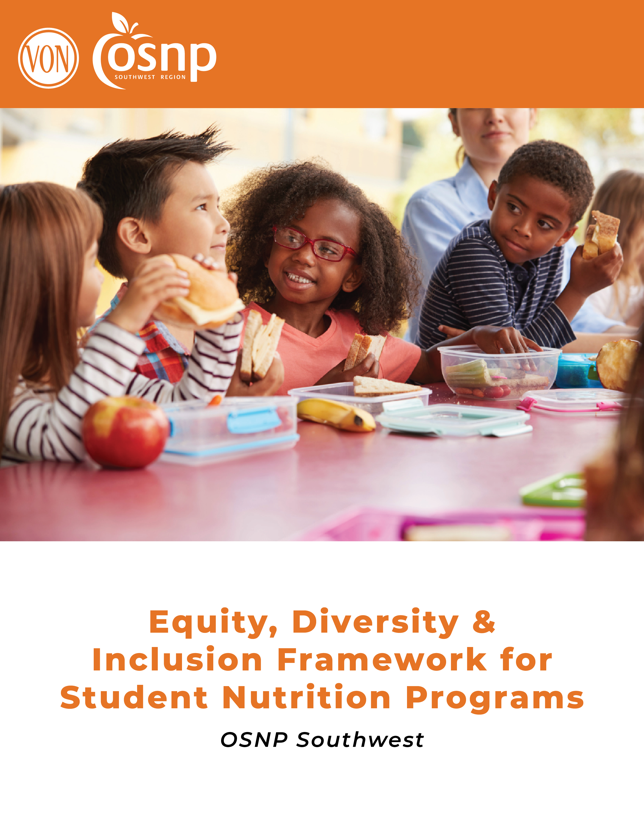 VON
osnp
SOUTHWEST REGION
Equity, Diversity &
Inclusion Framework for
Student Nutrition Programs
OSNP Southwest